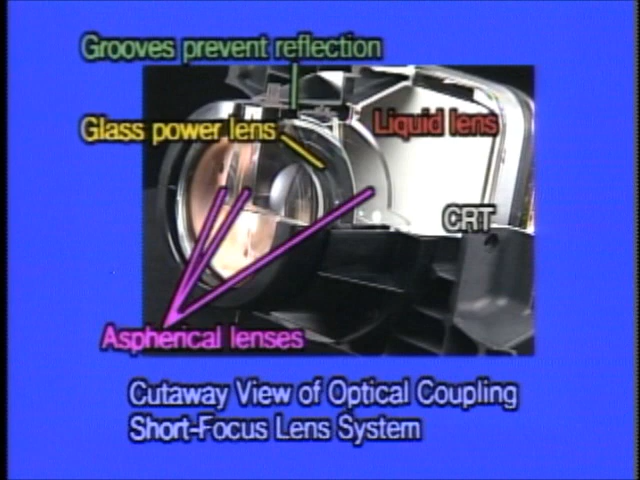 Grooves prevent reflection
Glass power lens
Liquid lens
CRT
Aspherical lenses
Cutaway View of Optical Coupling
Short-Focus Lens System